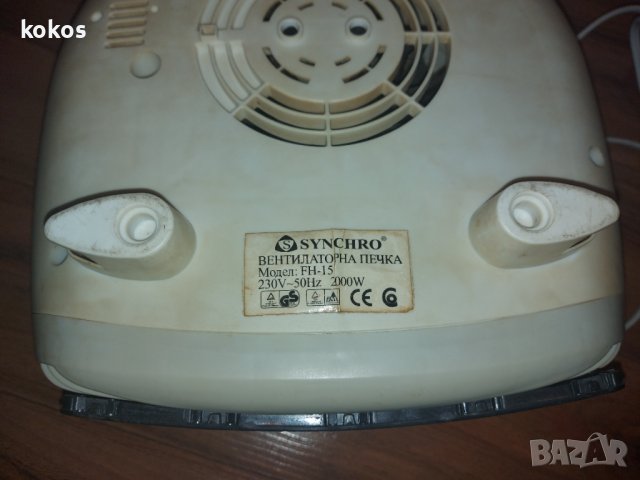 kokos
SYNCHRO®
ВЕНТИЛАТОРНА ПЕЧКА
Модел: FH-15
230V~50Hz 2000W
CE
BAZAR